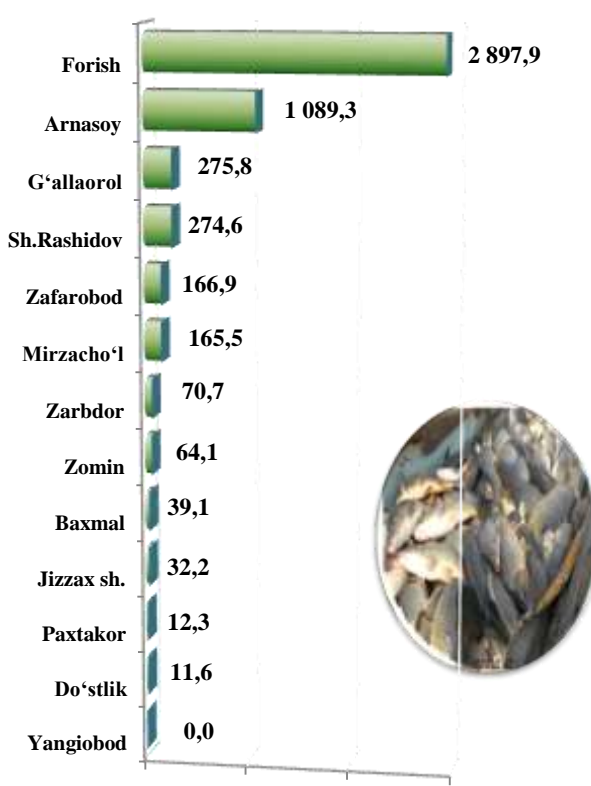 Forish 2 897,9
Arnasoy 1 089,3
G‘allaorol 275,8
Sh.Rashidov 274,6
Zafarobod 166,9
Mirzacho‘l 165,5
Zarbdor 70,7
Zomin 64,1
Baxmal 39,1
Jizzax sh. 32,2
Paxtakor 12,3
Do‘stlik 11,6
Yangiobod 0,0